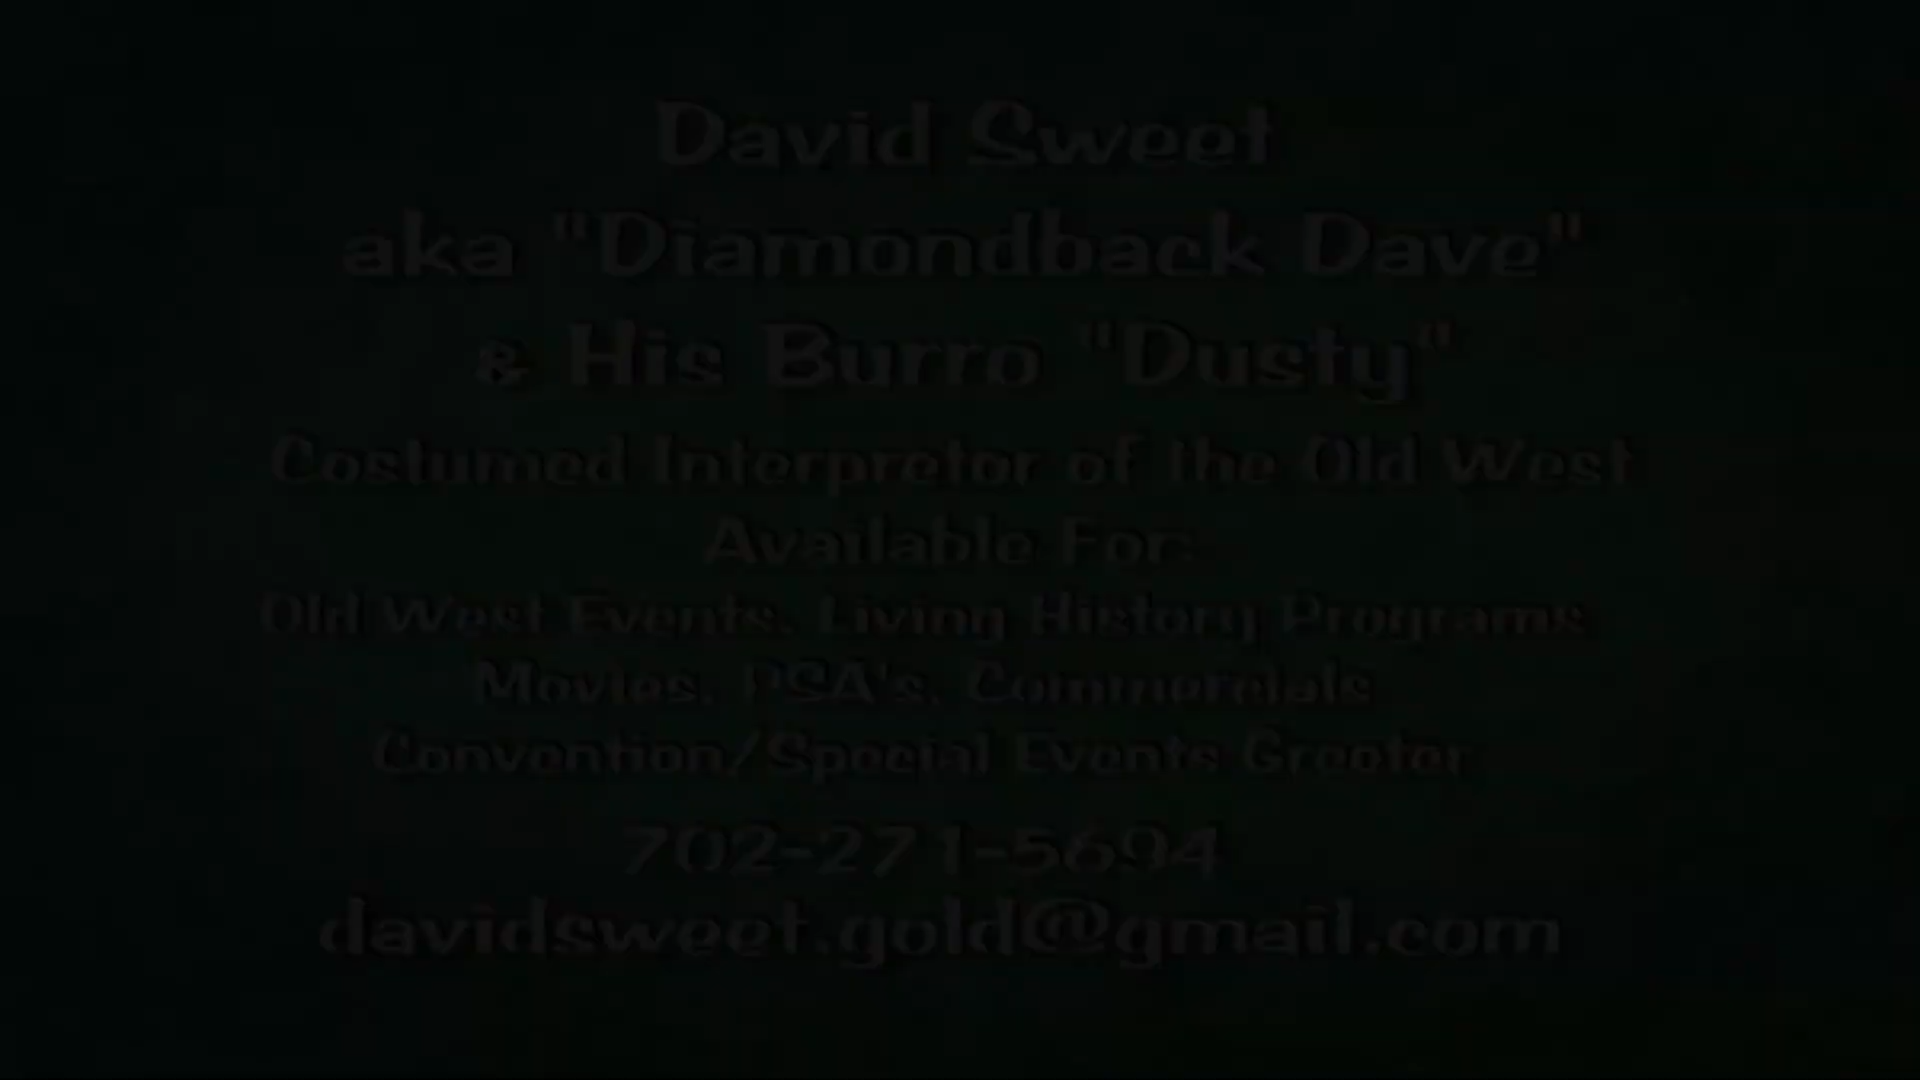 David Sweet
aka "Diamondback Dave"
& His Burro "Dusty"
Costumed Interpretor of the Old West
Available For:
Old West Events, Living History Programs
Movies, PSA's, Commercials
Convention/Special Events Greeter
702-271-5694
davidsweet.gold@gmail.com